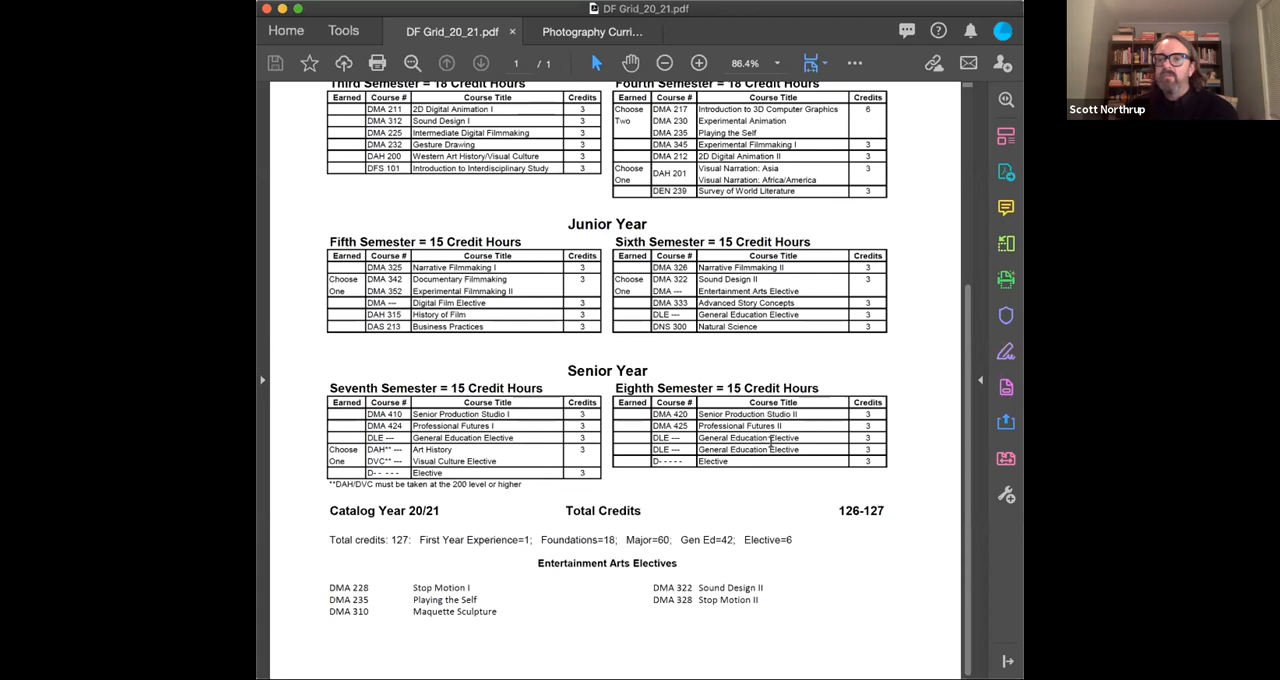 DF Grid_20_21.pdf
Home
Tools
DF Grid_20_21.pdf ×
Photography Curri...
1 / 1
86.4%
Scott Northrup
Third Semester = 18 Credit Hours
Earned Course # Course Title Credits
DMA 211 2D Digital Animation I 3
DMA 312 Sound Design I 3
DMA 225 Intermediate Digital Filmmaking 3
DMA 232 Gesture Drawing 3
DAH 200 Western Art History/Visual Culture 3
DFS 101 Introduction to Interdisciplinary Study 3
Fourth Semester = 18 Credit Hours
Earned Course # Course Title Credits
Choose DMA 217 Introduction to 3D Computer Graphics 6
Two DMA 230 Experimental Animation
DMA 235 Playing the Self
DMA 345 Experimental Filmmaking I 3
DMA 212 2D Digital Animation II 3
Choose DAH 201 Visual Narration: Asia 3
One Visual Narration: Africa/America
DEN 239 Survey of World Literature 3
Junior Year
Fifth Semester = 15 Credit Hours
Earned Course # Course Title Credits
DMA 325 Narrative Filmmaking I 3
Choose DMA 342 Documentary Filmmaking 3
One DMA 352 Experimental Filmmaking II
DMA --- Digital Film Elective 3
DAH 315 History of Film 3
DAS 213 Business Practices 3
Sixth Semester = 15 Credit Hours
Earned Course # Course Title Credits
DMA 326 Narrative Filmmaking II 3
Choose DMA 322 Sound Design II 3
One DMA --- Entertainment Arts Elective
DMA 333 Advanced Story Concepts 3
DLE --- General Education Elective 3
DNS 300 Natural Science 3
Senior Year
Seventh Semester = 15 Credit Hours
Earned Course # Course Title Credits
DMA 410 Senior Production Studio I 3
DMA 424 Professional Futures I 3
DLE --- General Education Elective 3
Choose DAH** --- Art History 3
One DVC** --- Visual Culture Elective
D-- --- Elective 3
**DAH/DVC must be taken at the 200 level or higher
Eighth Semester = 15 Credit Hours
Earned Course # Course Title Credits
DMA 420 Senior Production Studio II 3
DMA 425 Professional Futures II 3
DLE --- General Education Elective 3
DLE --- General Education Elective 3
D----- Elective 3
Catalog Year 20/21 Total Credits 126-127
Total credits: 127: First Year Experience=1; Foundations=18; Major=60; Gen Ed=42; Elective=6
Entertainment Arts Electives
DMA 228 Stop Motion I
DMA 235 Playing the Self
DMA 310 Maquette Sculpture
DMA 322 Sound Design II
DMA 328 Stop Motion II